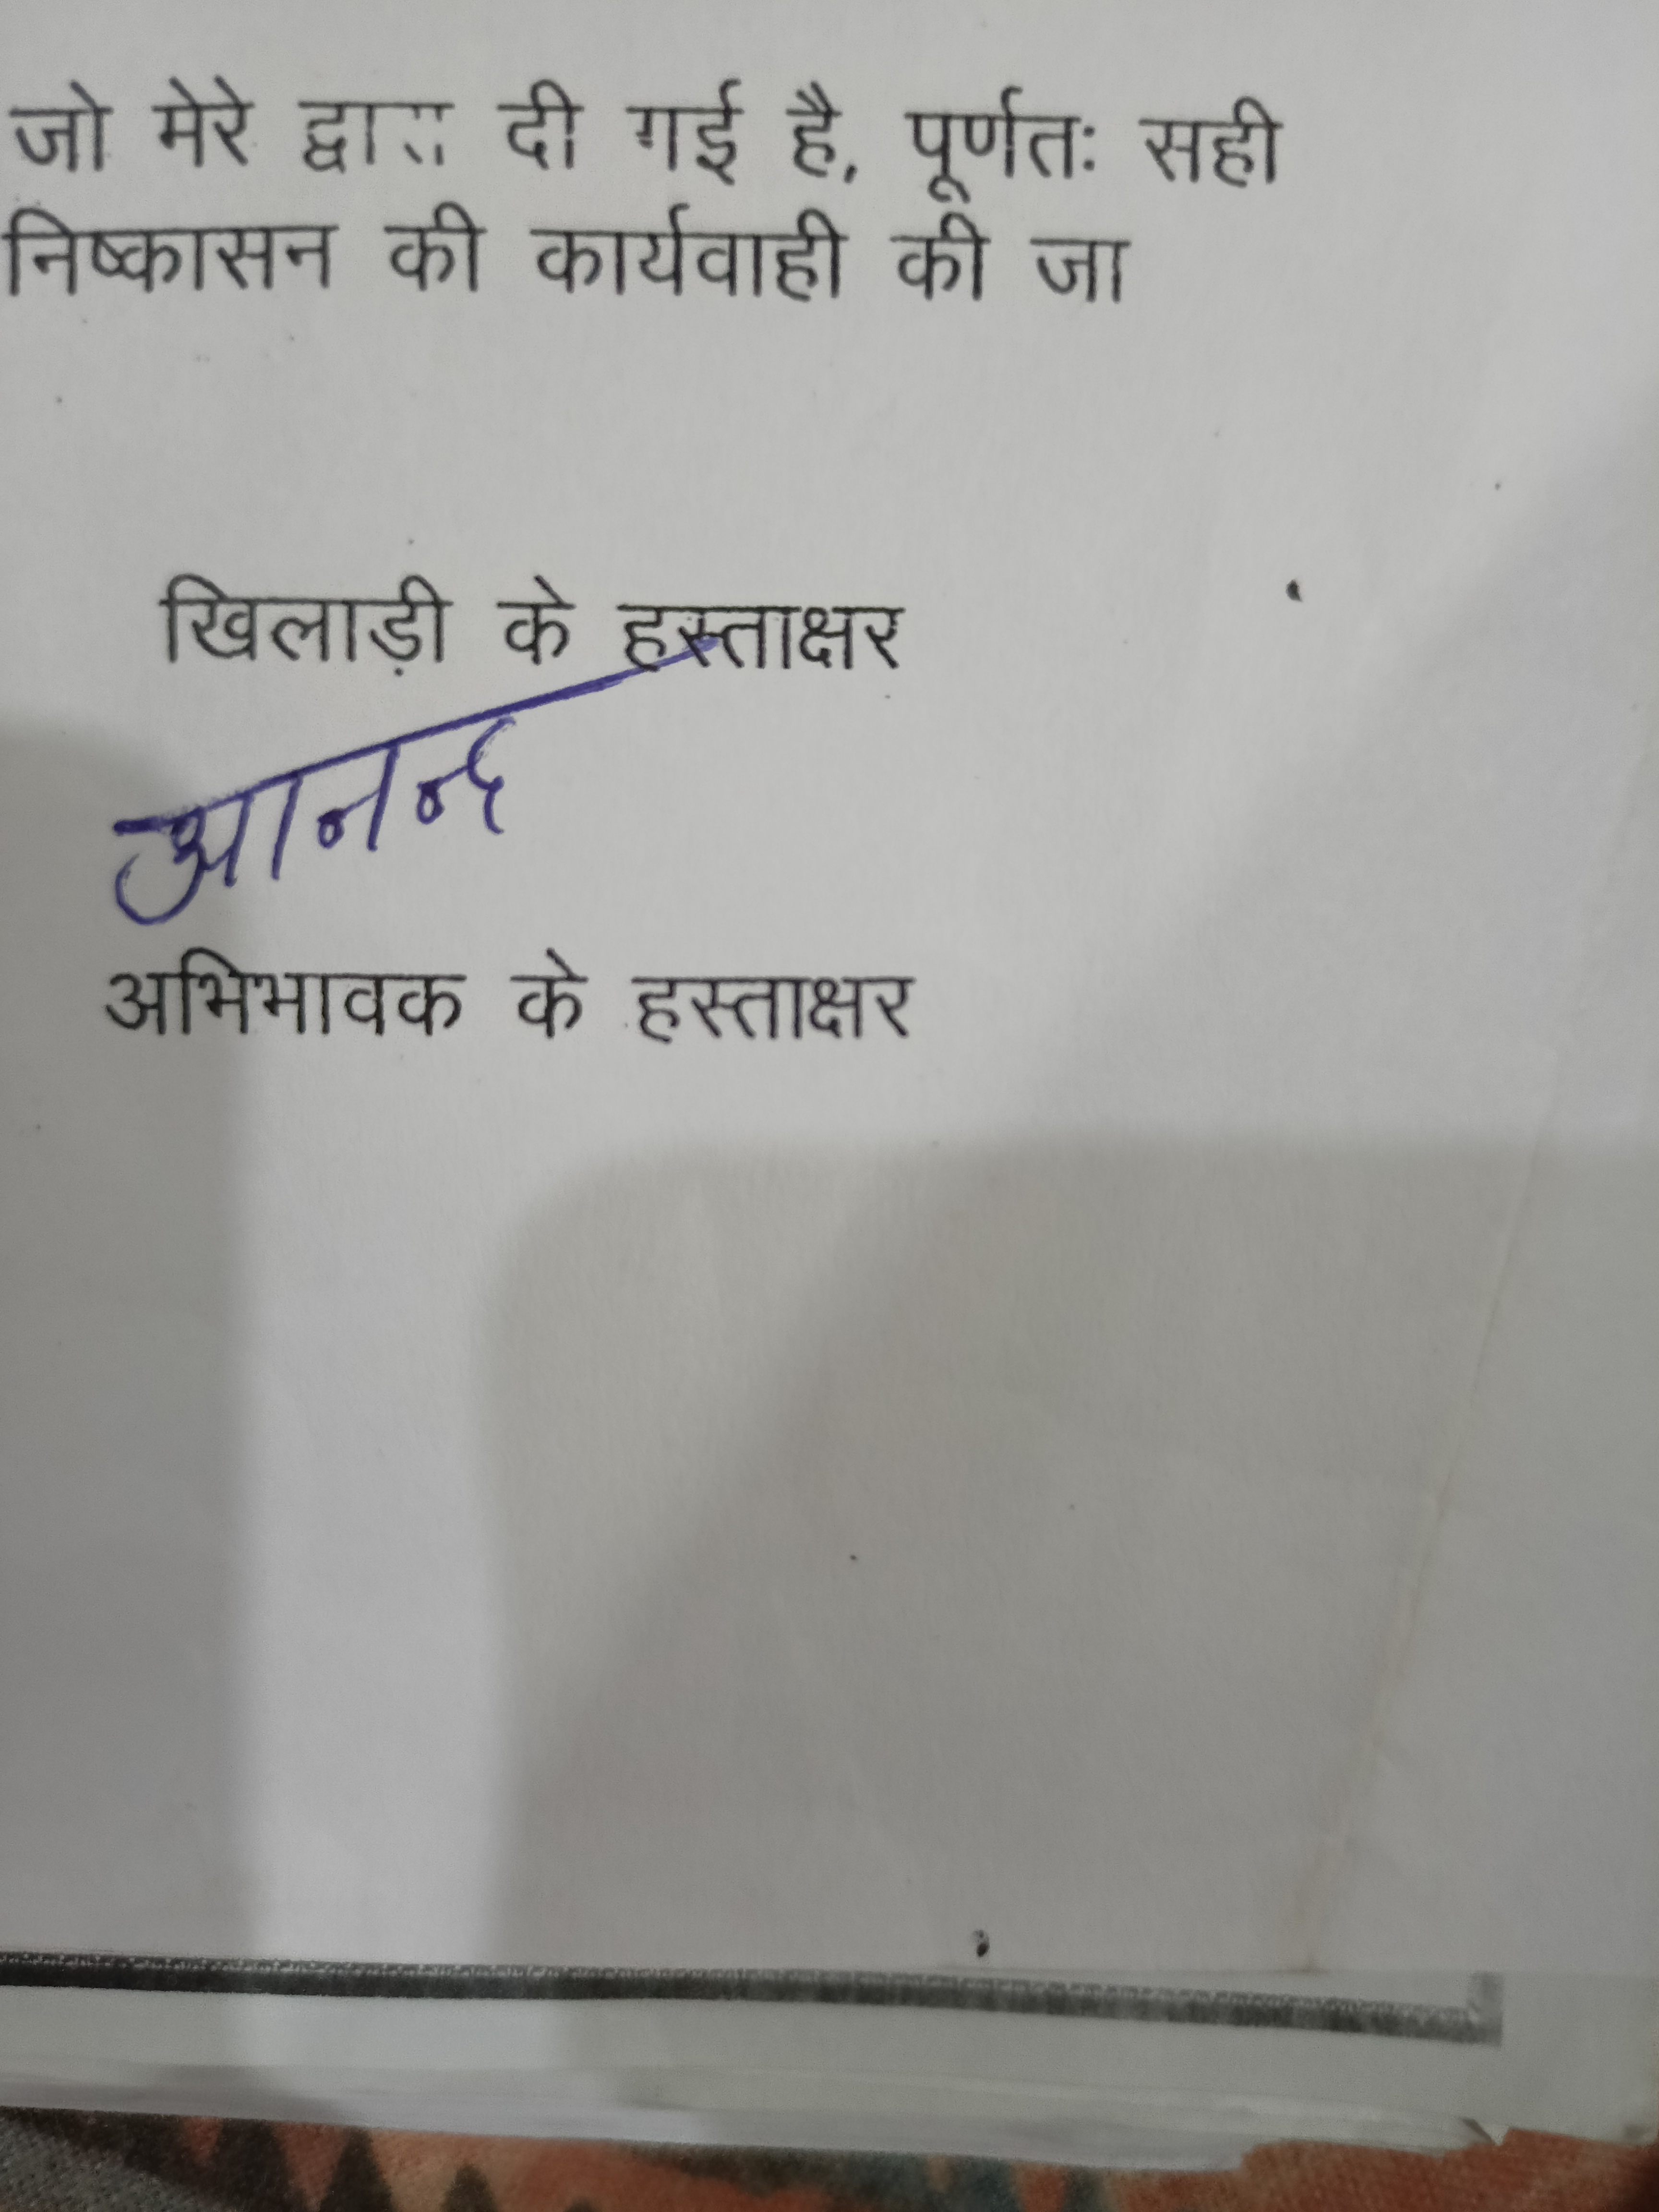 जो मेरे द्वारा दी गई है, पूर्णतः सही
निष्कासन की कार्यवाही की जा
खिलाड़ी के हस्ताक्षर
आनन्द
अभिभावक के हस्ताक्षर